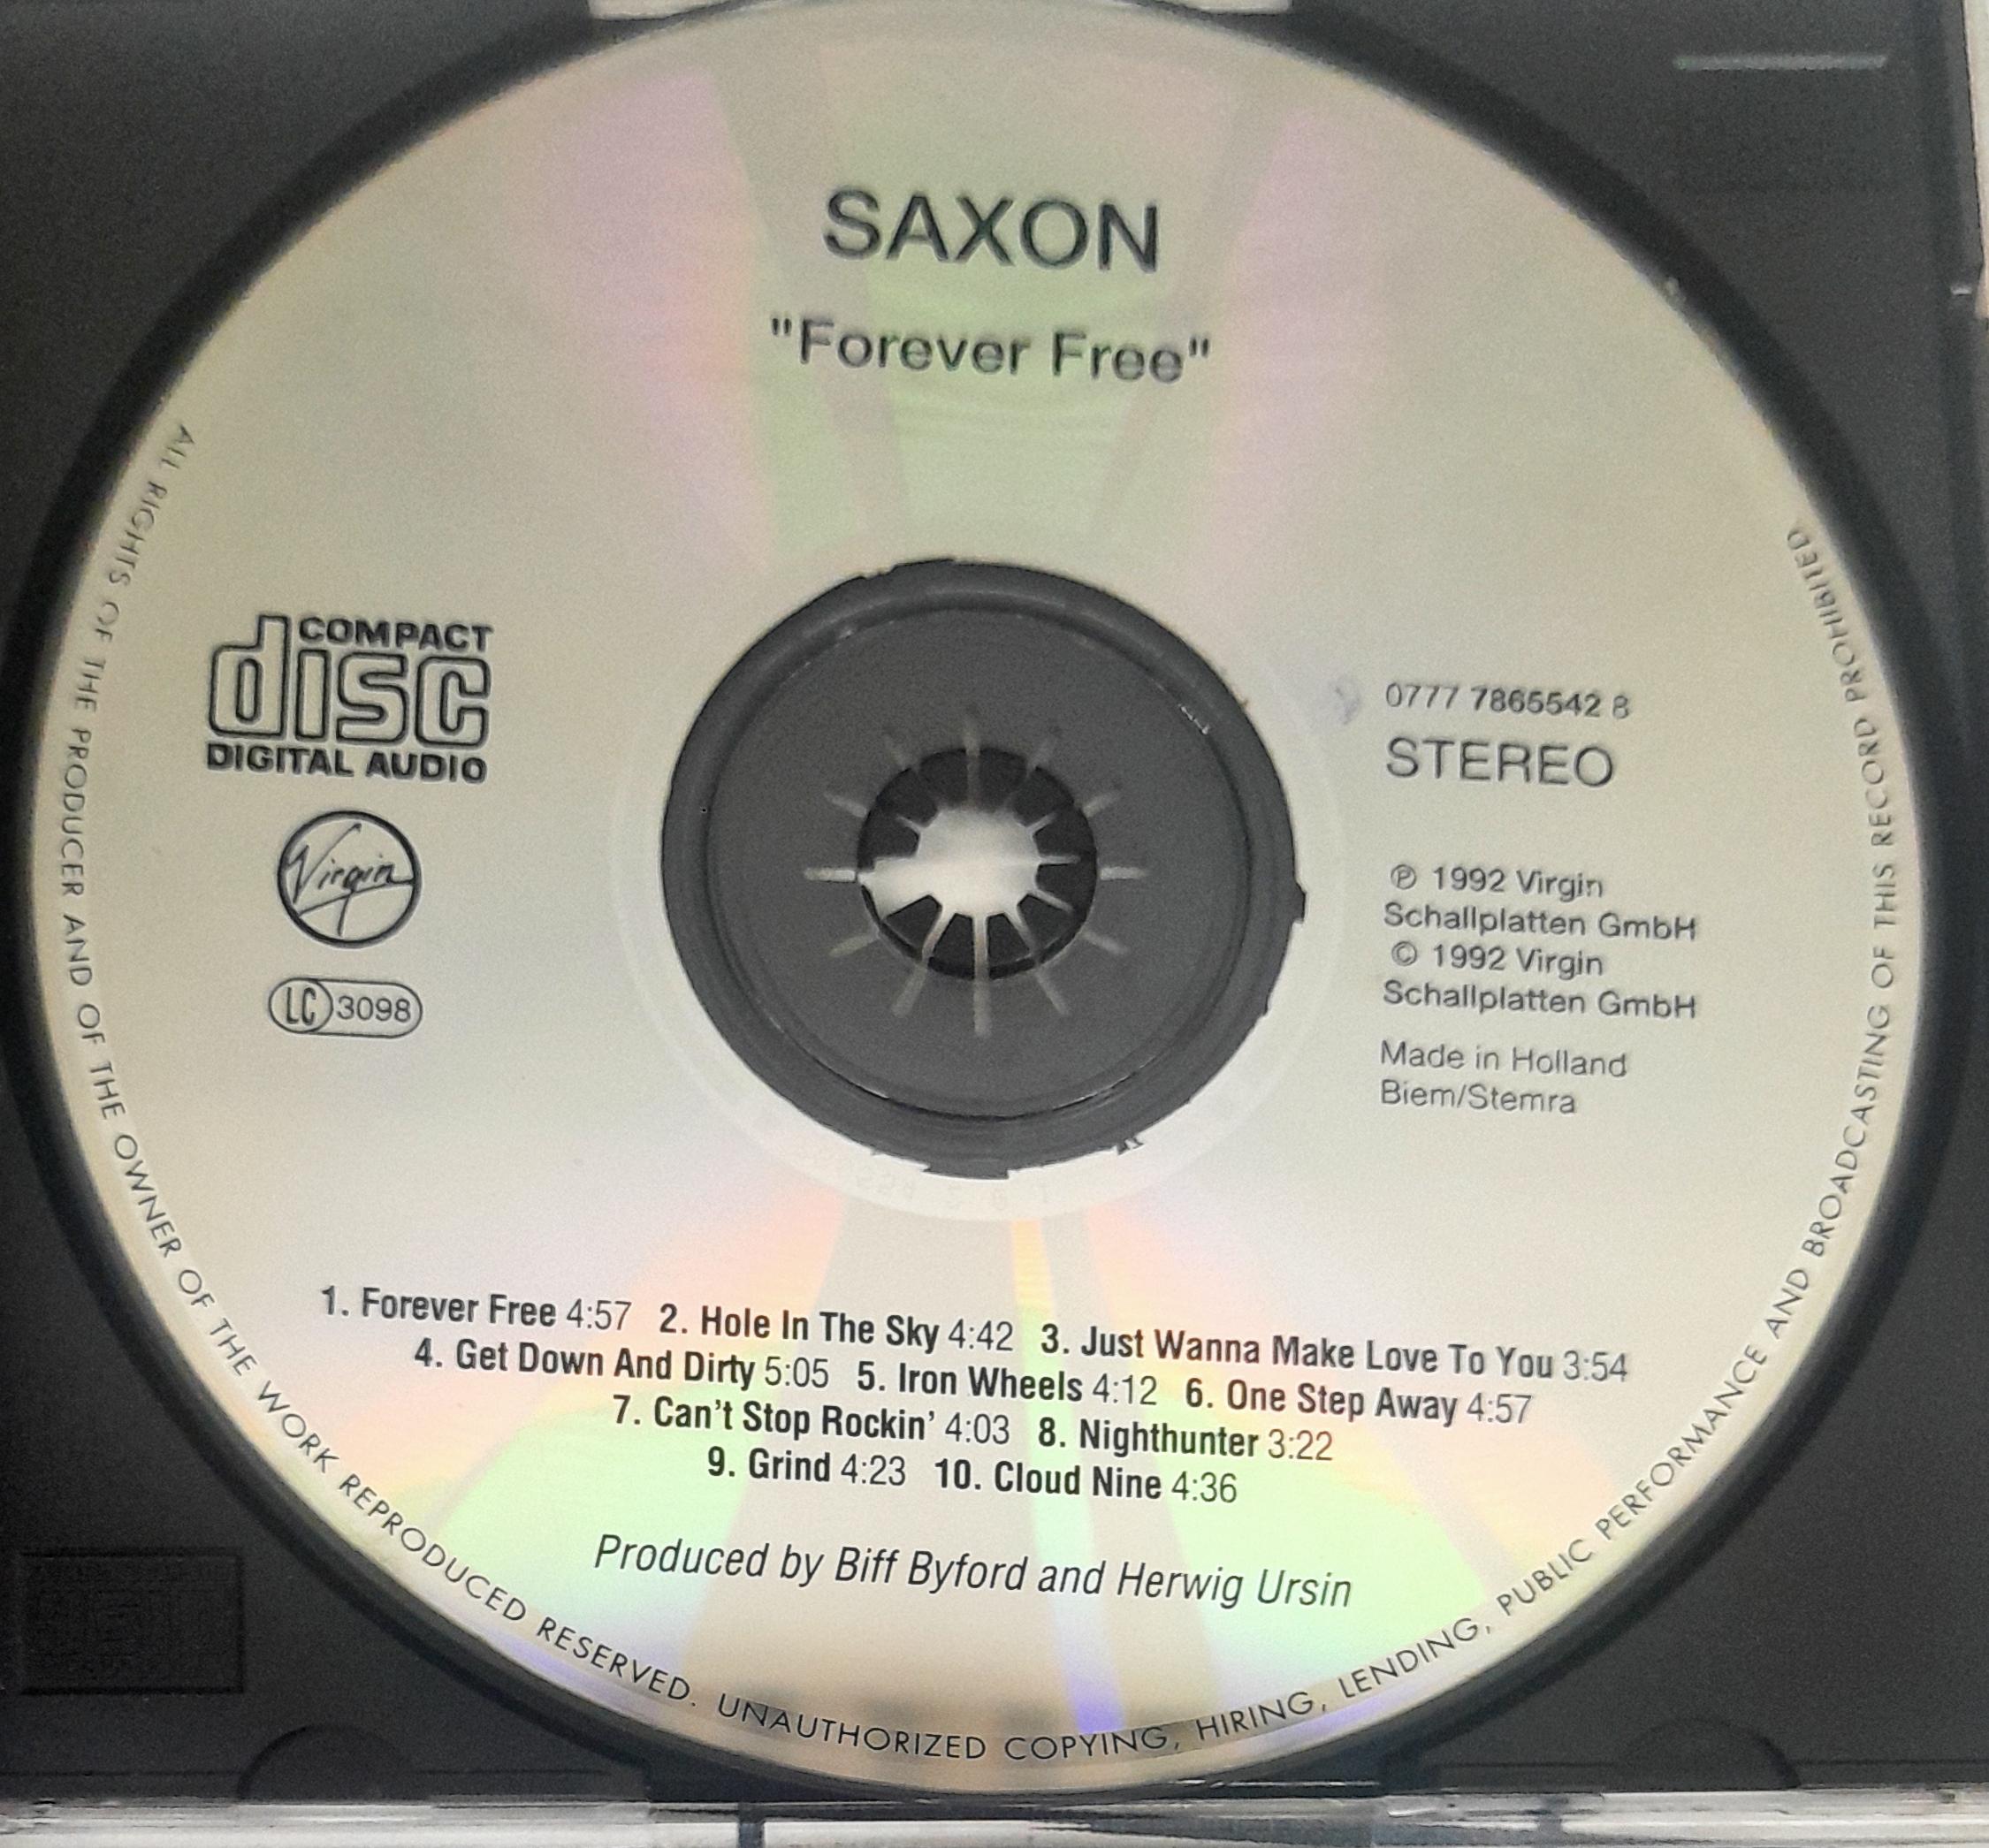 SAXON
"Forever Free"
COMPACT
disc
DIGITAL AUDIO
Virgin
LC 3098
0777 7865542 8
STEREO
℗ 1992 Virgin
Schallplatten GmbH
© 1992 Virgin
Schallplatten GmbH
Made in Holland
Biem/Stemra
1. Forever Free 4:57 2. Hole In The Sky 4:42 3. Just Wanna Make Love To You 3:54
4. Get Down And Dirty 5:05 5. Iron Wheels 4:12 6. One Step Away 4:57
7. Can't Stop Rockin' 4:03 8. Nighthunter 3:22
9. Grind 4:23 10. Cloud Nine 4:36
Produced by Biff Byford and Herwig Ursin
ALL RIGHTS OF THE PRODUCER AND OF THE OWNER OF THE WORK REPRODUCED RESERVED. UNAUTHORIZED COPYING, HIRING, LENDING, PUBLIC PERFORMANCE AND BROADCASTING OF THIS RECORD PROHIBITED.